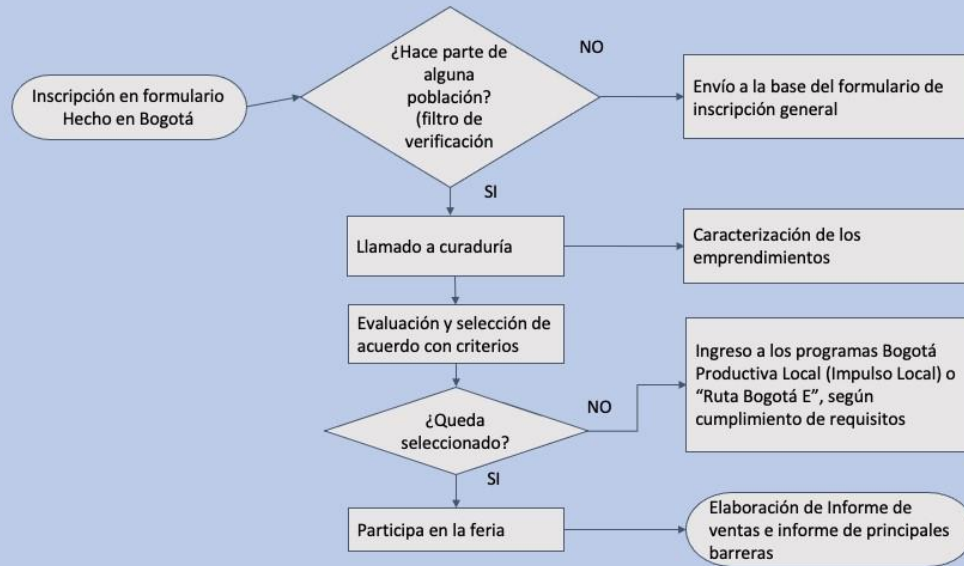 Inscripción en formulario
Hecho en Bogotá
¿Hace parte de
alguna
población?
(filtro de
verificación
NO
Envío a la base del formulario de
inscripción general
SI
Llamado a curaduría
Caracterización de los
emprendimientos
Evaluación y selección de
acuerdo con criterios
Ingreso a los programas Bogotá
Productiva Local (Impulso Local) o
“Ruta Bogotá E”, según
cumplimiento de requisitos
¿Queda
seleccionado?
NO
SI
Participa en la feria
Elaboración de Informe de
ventas e informe de principales
barreras